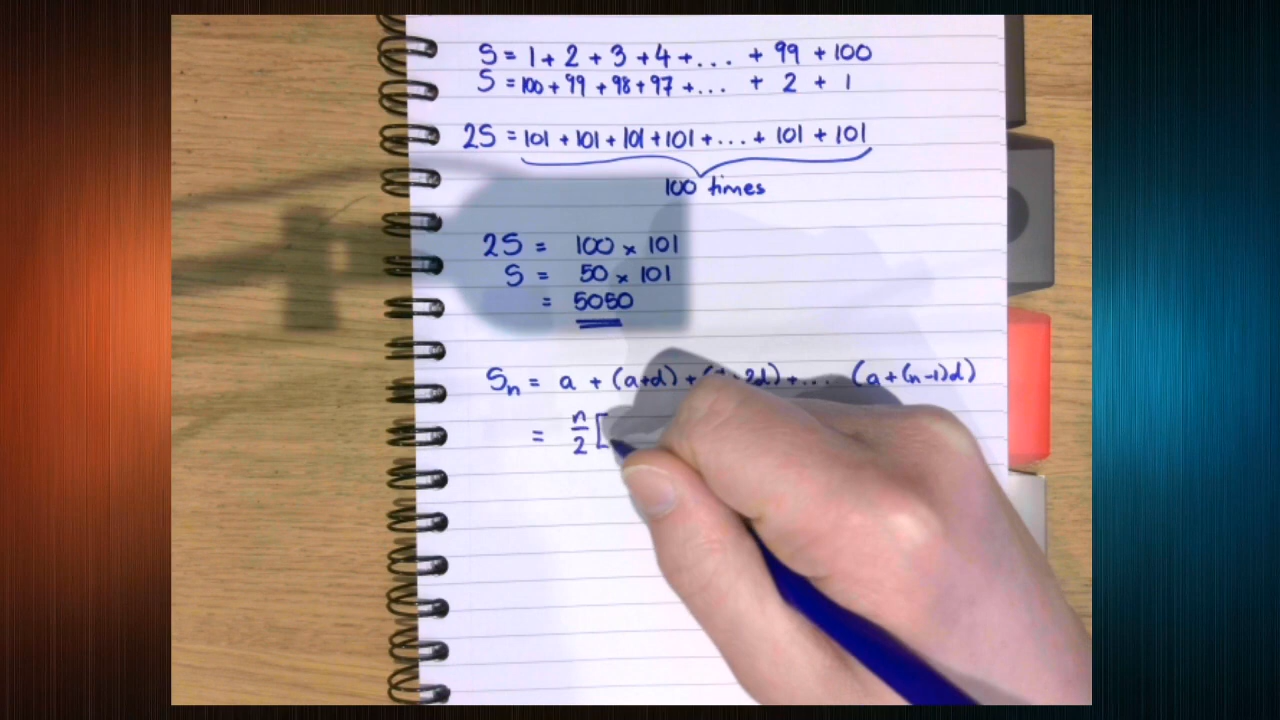 S = 1 + 2 + 3 + 4 + ... + 99 + 100
S = 100 + 99 + 98 + 97 + ... + 2 + 1
2S = 101 + 101 + 101 + 101 + ... + 101 + 101
100 times
2S = 100 × 101
S = 50 × 101
= 5050
Sn = a + (a+d) + ( 2d) + ... (a+(n-1)d)
= n/2 [